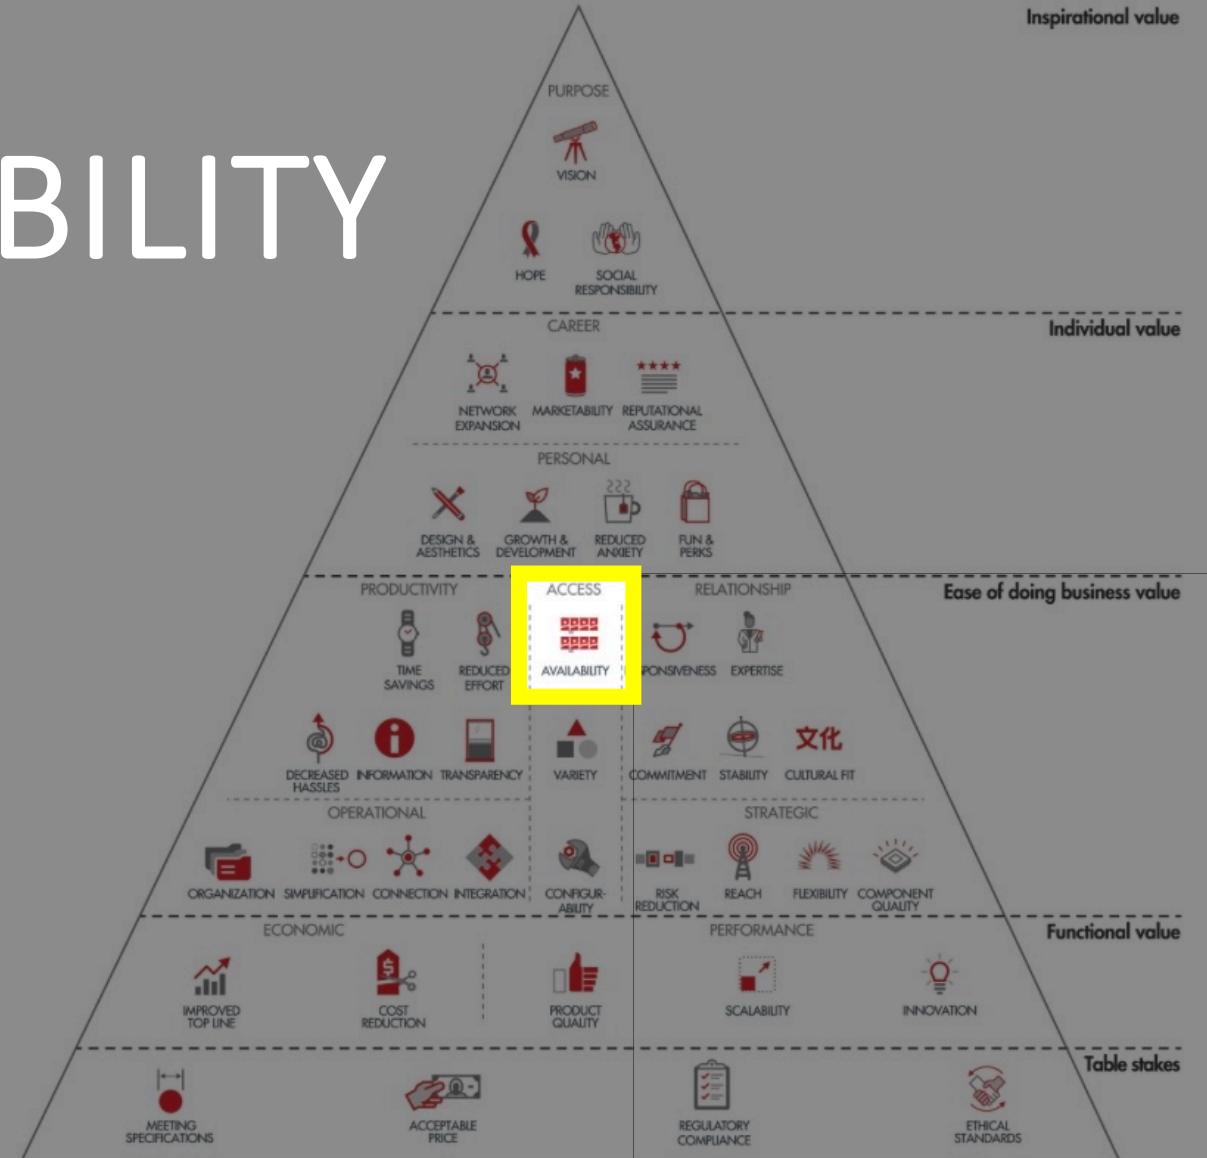 Inspirational value
PURPOSE
BILITY
VISION
HOPE
SOCIAL
RESPONSIBILITY
Individual value
CAREER
NETWORK
EXPANSION
MARKETABILITY
REPUTATIONAL
ASSURANCE
PERSONAL
DESIGN &
AESTHETICS
GROWTH &
DEVELOPMENT
REDUCED
ANXIETY
FUN &
PERKS
Ease of doing business value
PRODUCTIVITY
ACCESS
RELATIONSHIP
TIME
SAVINGS
REDUCED
EFFORT
AVAILABILITY
PONSIVENESS
EXPERTISE
DECREASED
HASSLES
INFORMATION
TRANSPARENCY
VARIETY
COMMITMENT
STABILITY
文化
CULTURAL FIT
OPERATIONAL
STRATEGIC
ORGANIZATION
SIMPLIFICATION
CONNECTION
INTEGRATION
CONFIGUR-
ABILITY
RISK
REDUCTION
REACH
FLEXIBILITY
COMPONENT
QUALITY
Functional value
ECONOMIC
PERFORMANCE
IMPROVED
TOP LINE
$
COST
REDUCTION
PRODUCT
QUALITY
SCALABILITY
INNOVATION
Table stakes
MEETING
SPECIFICATIONS
ACCEPTABLE
PRICE
REGULATORY
COMPLIANCE
ETHICAL
STANDARDS